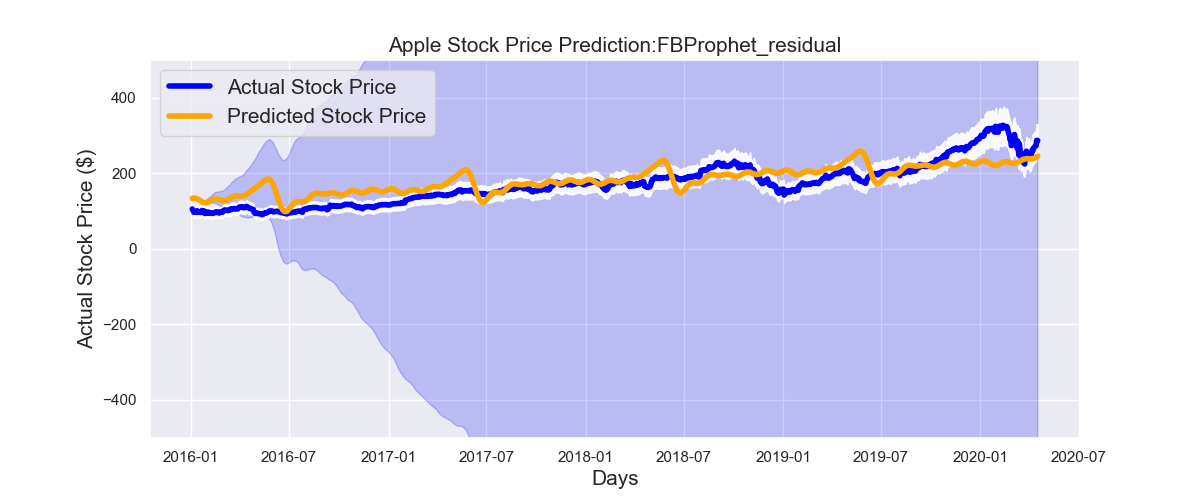 Apple Stock Price Prediction:FBProphet_residual
Actual Stock Price
Predicted Stock Price
Actual Stock Price ($)
400
200
0
−200
−400
2016-01 2016-07 2017-01 2017-07 2018-01 2018-07 2019-01 2019-07 2020-01 2020-07
Days